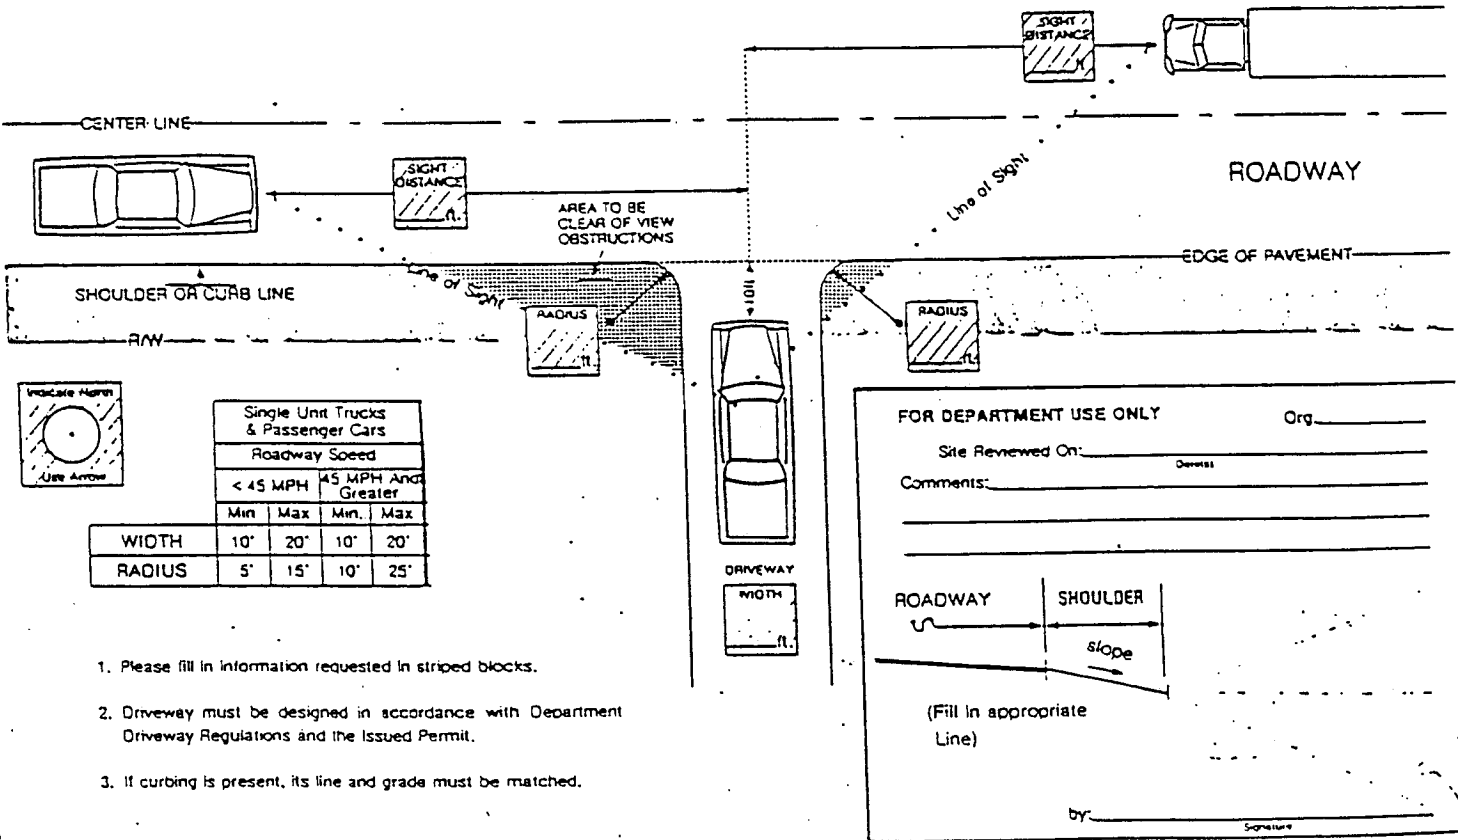 SIGHT
DISTANCE
ft.
CENTER LINE
SIGHT
DISTANCE
ft.
Line of Sight
ROADWAY
AREA TO BE
CLEAR OF VIEW
OBSTRUCTIONS
EDGE OF PAVEMENT
Line of Sight
SHOULDER OR CURB LINE
10'
RADIUS
ft.
RADIUS
ft.
R/W
Indicate North
Use Arrow
Single Unit Trucks
& Passenger Cars
Roadway Speed
< 45 MPH 45 MPH And Greater
Min Max Min. Max
WIDTH 10' 20' 10' 20'
RADIUS 5' 15' 10' 25'
DRIVEWAY
WIDTH
ft.
1. Please fill in information requested in striped blocks.
2. Driveway must be designed in accordance with Department
Driveway Regulations and the Issued Permit.
3. If curbing is present, its line and grade must be matched.
FOR DEPARTMENT USE ONLY Org.
Site Reviewed On:
Date(s)
Comments:
ROADWAY SHOULDER
slope
(Fill in appropriate
Line)
by:
Signature